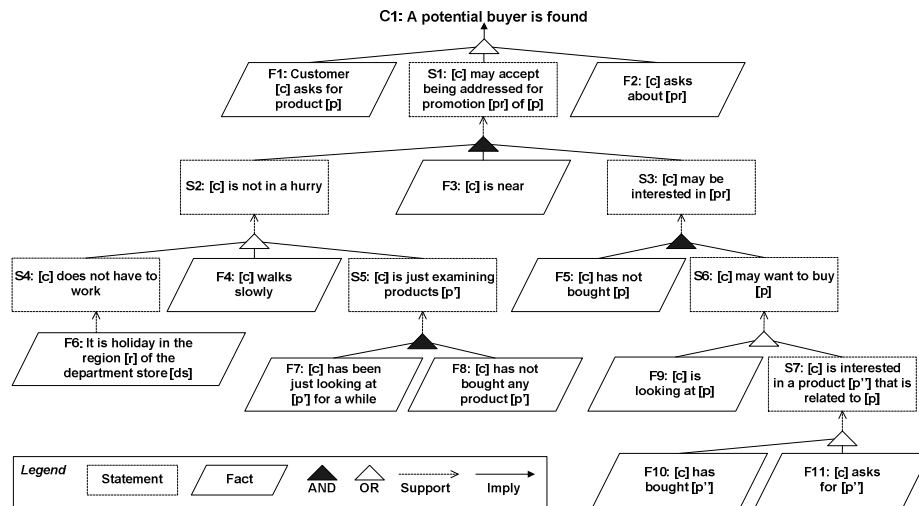 C1: A potential buyer is found
F1: Customer
[c] asks for
product [p]
S1: [c] may accept
being addressed for
promotion [pr] of [p]
F2: [c] asks
about [pr]
S2: [c] is not in a hurry
F3: [c] is near
S3: [c] may be
interested in [pr]
S4: [c] does not have to
work
F4: [c] walks
slowly
S5: [c] is just examining
products [p']
F5: [c] has not
bought [p]
S6: [c] may want to buy
[p]
F6: It is holiday in the
region [r] of the
department store [ds]
F7: [c] has been
just looking at
[p'] for a while
F8: [c] has not
bought any
product [p']
F9: [c] is
looking at [p]
S7: [c] is interested
in a product [p''] that is
related to [p]
F10: [c] has
bought [p'']
F11: [c] asks
for [p'']
Legend
Statement
Fact
AND
OR
Support
Imply